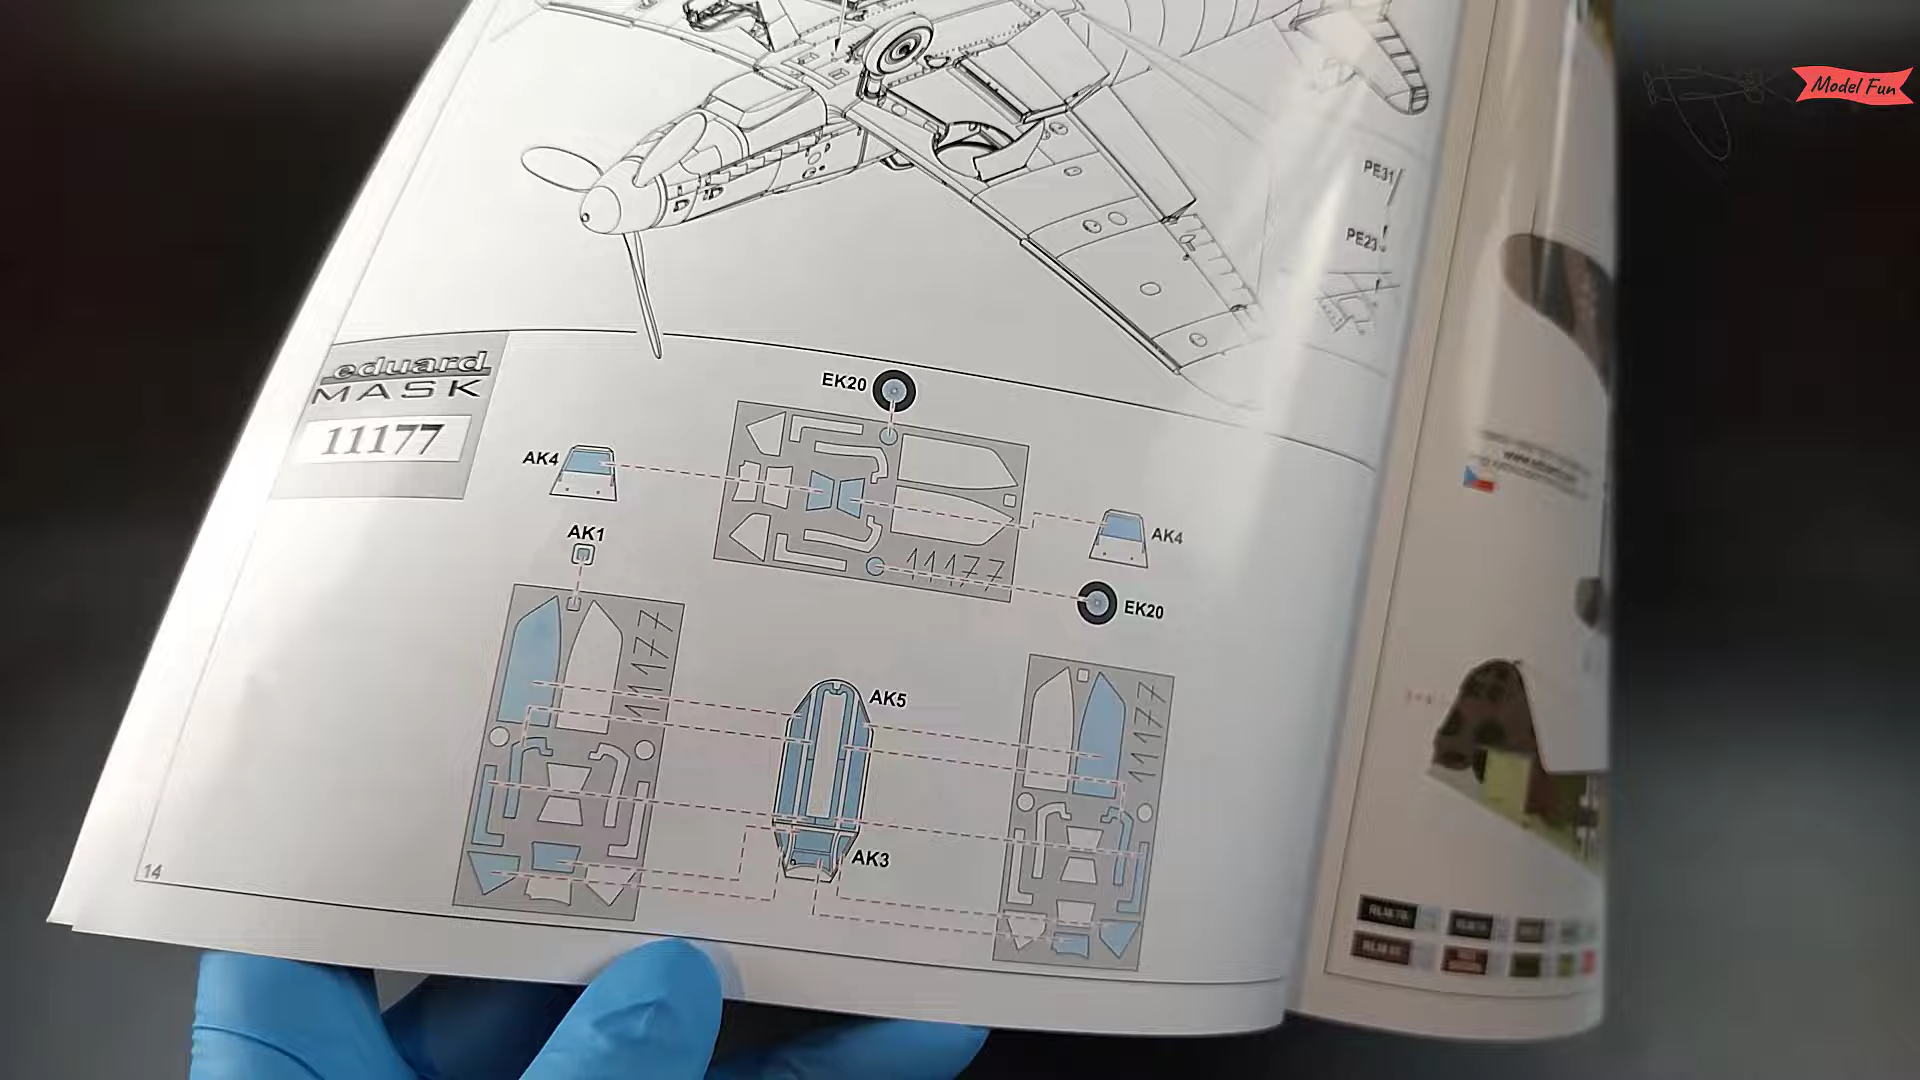 Model Fun
PE31
PE23
eduard
MASK
11177
EK20
AK4
AK4
AK1
11177
EK20
11177
AK5
11177
AK3
14